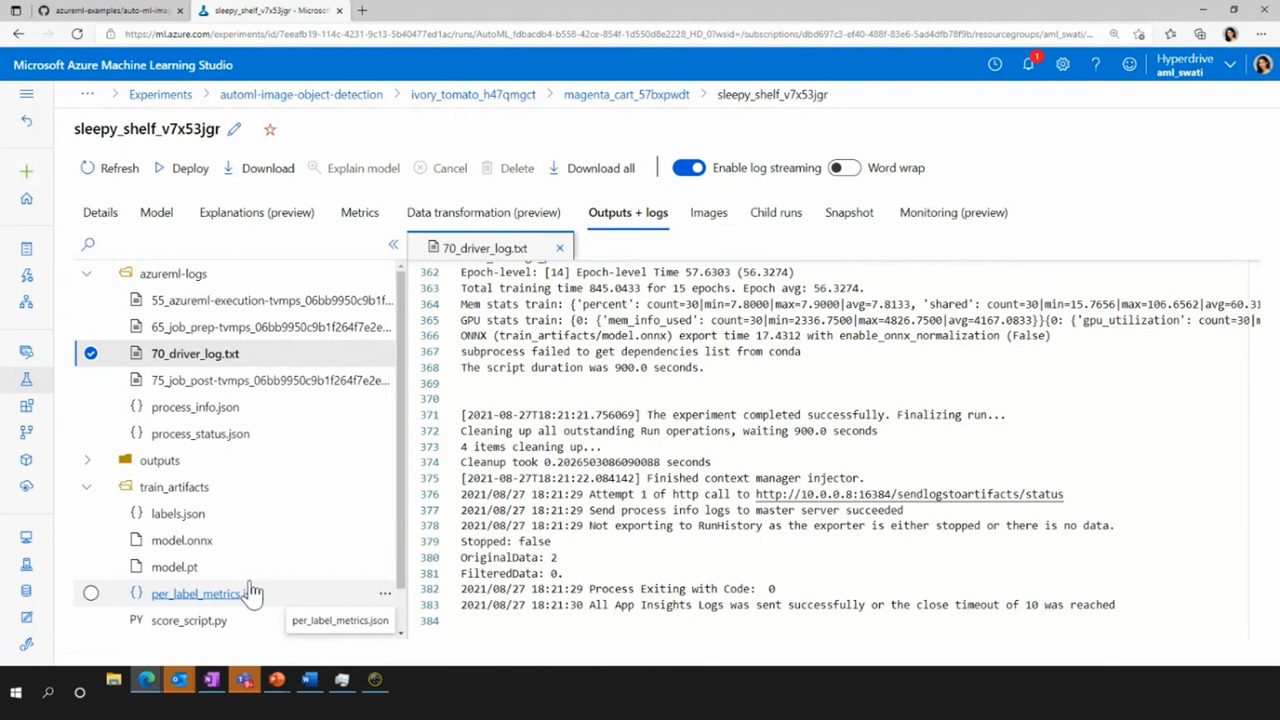 azureml-examples/auto-ml-imag
sleepy_shelf_v7x53jgr - Microsof
https://ml.azure.com/experiments/id/7eeafb19-114c-4231-9c13-5b40477ed1ac/runs/AutoML_fdbacdb4-b558-42ce-854f-1d550d8e2228_HD_0?wsid=/subscriptions/dbd697c3-ef40-488f-83e6-5ad4dfb78f9b/resourcegroups/aml_swati/...
Microsoft Azure Machine Learning Studio
1
Hyperdrive
aml_swati
... > Experiments > automl-image-object-detection > ivory_tomato_h47qmgct > magenta_cart_57bxpwdt > sleepy_shelf_v7x53jgr
sleepy_shelf_v7x53jgr
Refresh Deploy Download Explain model Cancel Delete Download all Enable log streaming Word wrap
Details Model Explanations (preview) Metrics Data transformation (preview) Outputs + logs Images Child runs Snapshot Monitoring (preview)
70_driver_log.txt
azureml-logs
55_azureml-execution-tvmps_06bb9950c9b1f...
65_job_prep-tvmps_06bb9950c9b1f264f7e2e...
70_driver_log.txt
75_job_post-tvmps_06bb9950c9b1f264f7e2e...
process_info.json
process_status.json
outputs
train_artifacts
labels.json
model.onnx
model.pt
per_label_metrics.j
...
PY score_script.py
per_label_metrics.json
362 Epoch-level: [14] Epoch-level Time 57.6303 (56.3274)
363 Total training time 845.0433 for 15 epochs. Epoch avg: 56.3274.
364 Mem stats train: {'percent': count=30|min=7.8000|max=7.9000|avg=7.8133, 'shared': count=30|min=15.7656|max=106.6562|avg=60.31
365 GPU stats train: {0: {'mem_info_used': count=30|min=2336.7500|max=4826.7500|avg=4167.0833}}{0: {'gpu_utilization': count=30|m
366 ONNX (train_artifacts/model.onnx) export time 17.4312 with enable_onnx_normalization (False)
367 subprocess failed to get dependencies list from conda
368 The script duration was 900.0 seconds.
369
370
371 [2021-08-27T18:21:21.756069] The experiment completed successfully. Finalizing run...
372 Cleaning up all outstanding Run operations, waiting 900.0 seconds
373 4 items cleaning up...
374 Cleanup took 0.2026503086090088 seconds
375 [2021-08-27T18:21:22.084142] Finished context manager injector.
376 2021/08/27 18:21:29 Attempt 1 of http call to http://10.0.0.8:16384/sendlogstoartifacts/status
377 2021/08/27 18:21:29 Send process info logs to master server succeeded
378 2021/08/27 18:21:29 Not exporting to RunHistory as the exporter is either stopped or there is no data.
379 Stopped: false
380 OriginalData: 2
381 FilteredData: 0.
382 2021/08/27 18:21:29 Process Exiting with Code: 0
383 2021/08/27 18:21:30 All App Insights Logs was sent successfully or the close timeout of 10 was reached
384